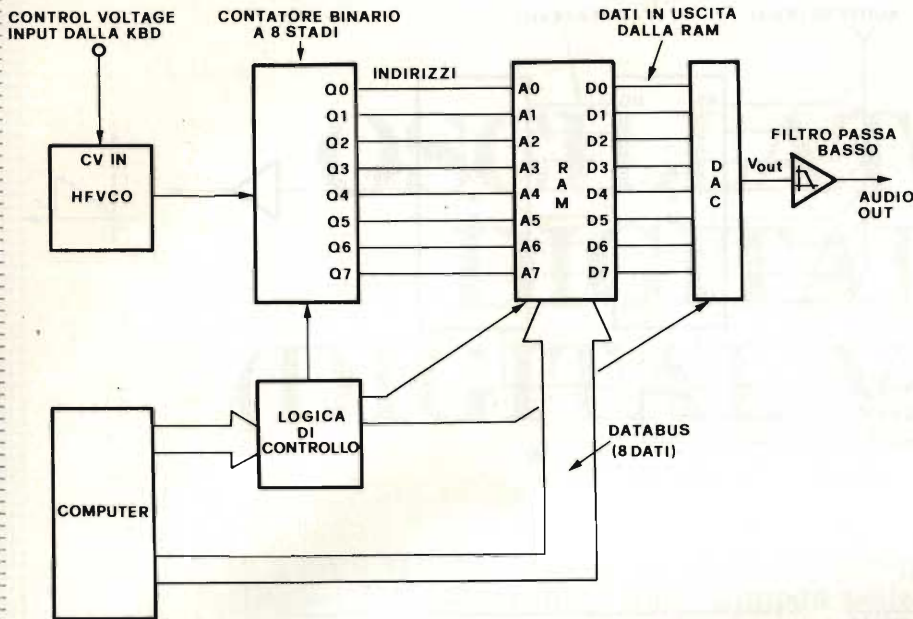 CONTROL VOLTAGE
INPUT DALLA KBD
CONTATORE BINARIO
A 8 STADI
DATI IN USCITA
DALLA RAM
INDIRIZZI
CV IN
HFVCO
Q0
Q1
Q2
Q3
Q4
Q5
Q6
Q7
A0
A1
A2
A3
A4
A5
A6
A7
RAM
D0
D1
D2
D3
D4
D5
D6
D7
DAC
Vout
FILTRO PASSA
BASSO
AUDIO
OUT
LOGICA
DI
CONTROLLO
DATABUS
(8 DATI)
COMPUTER